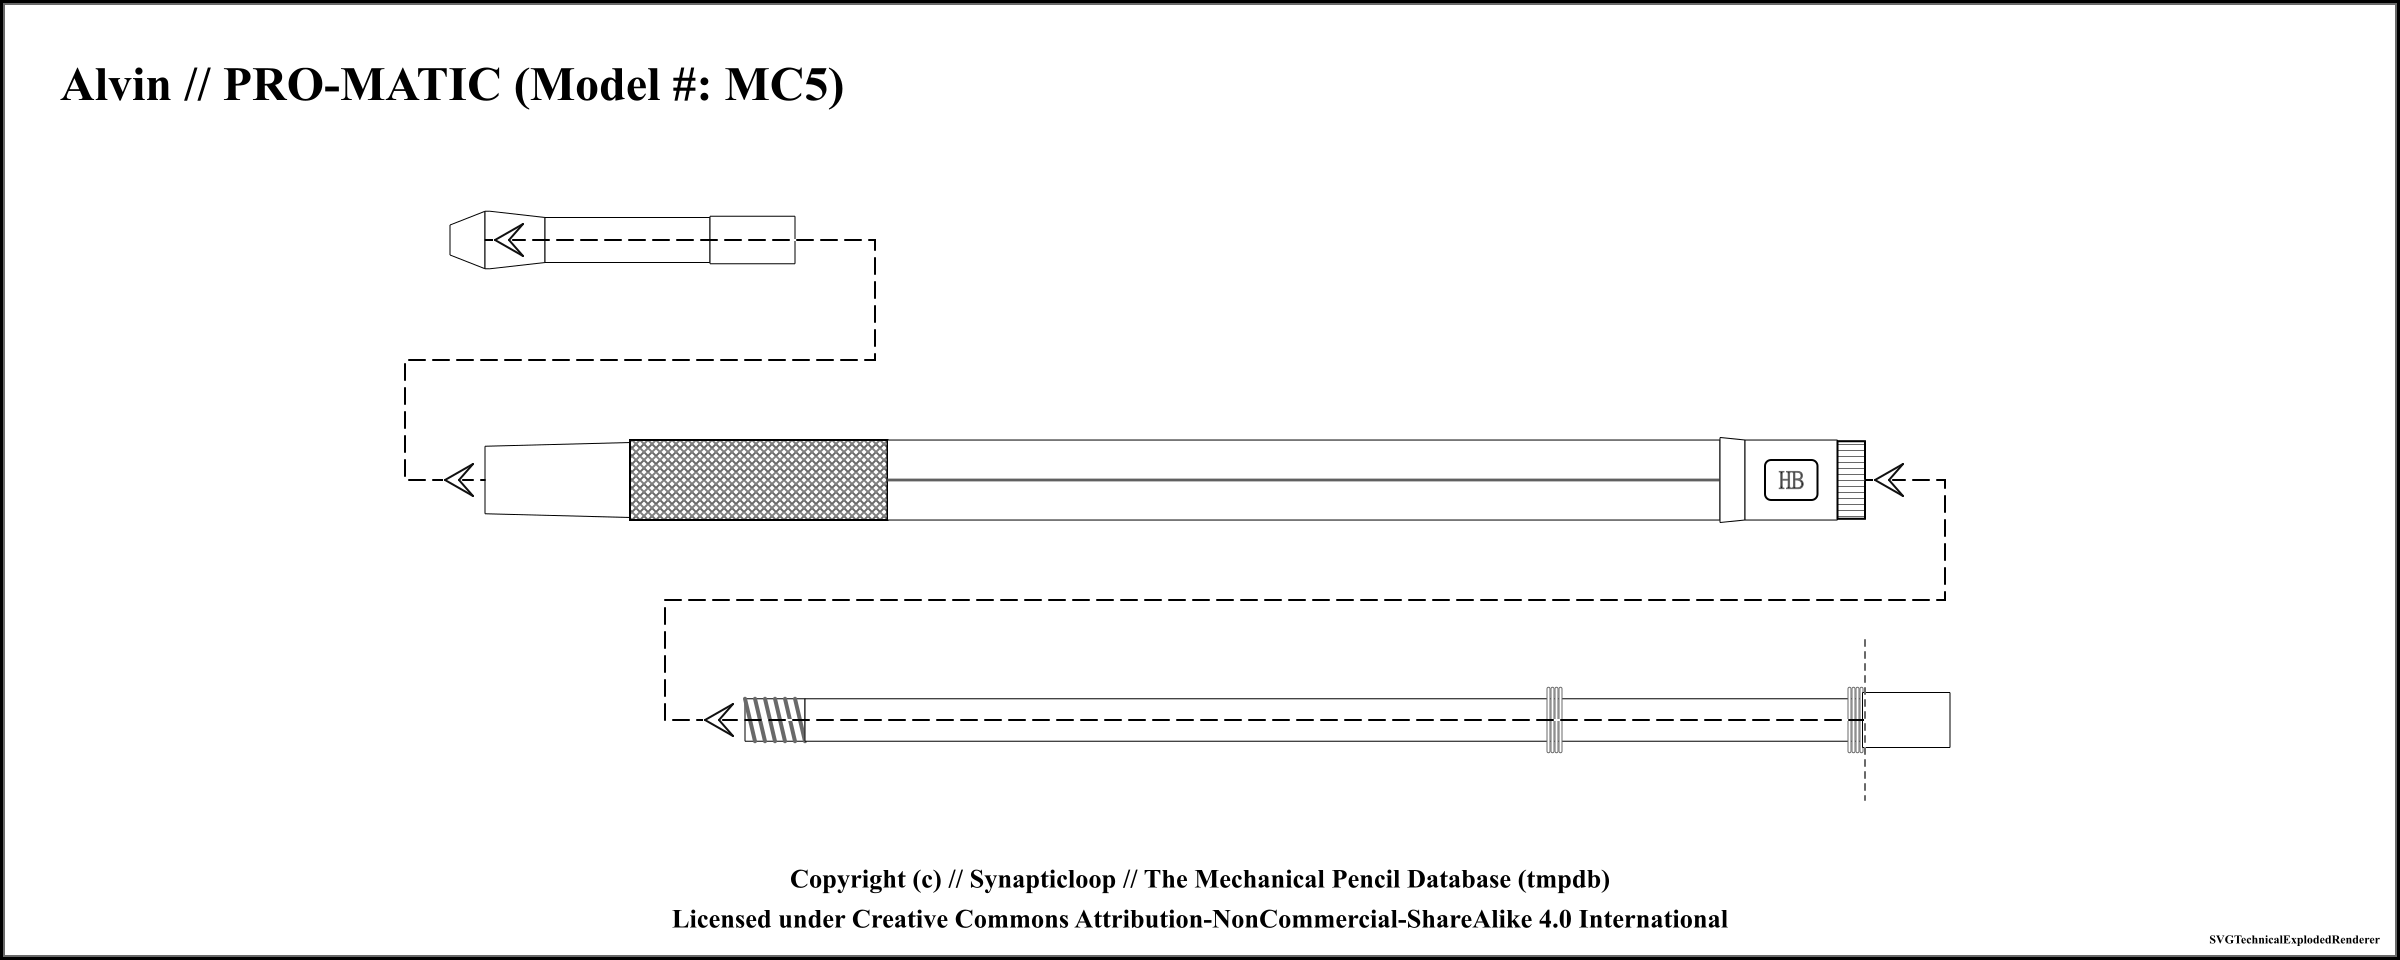 Alvin // PRO-MATIC (Model #: MC5)
HB
Copyright (c) // Synapticloop // The Mechanical Pencil Database (tmpdb)
Licensed under Creative Commons Attribution-NonCommercial-ShareAlike 4.0 International
SVGTechnicalExplodedRenderer